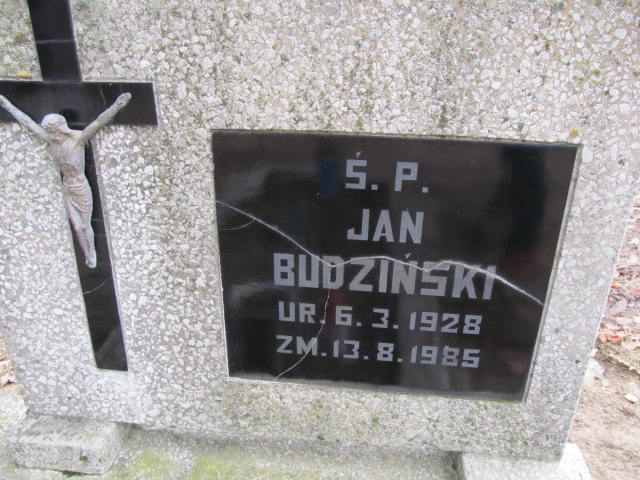 Ś. P.
JAN
BUDZIŃSKI
UR. 6. 3. 1928
ZM. 13. 8. 1985